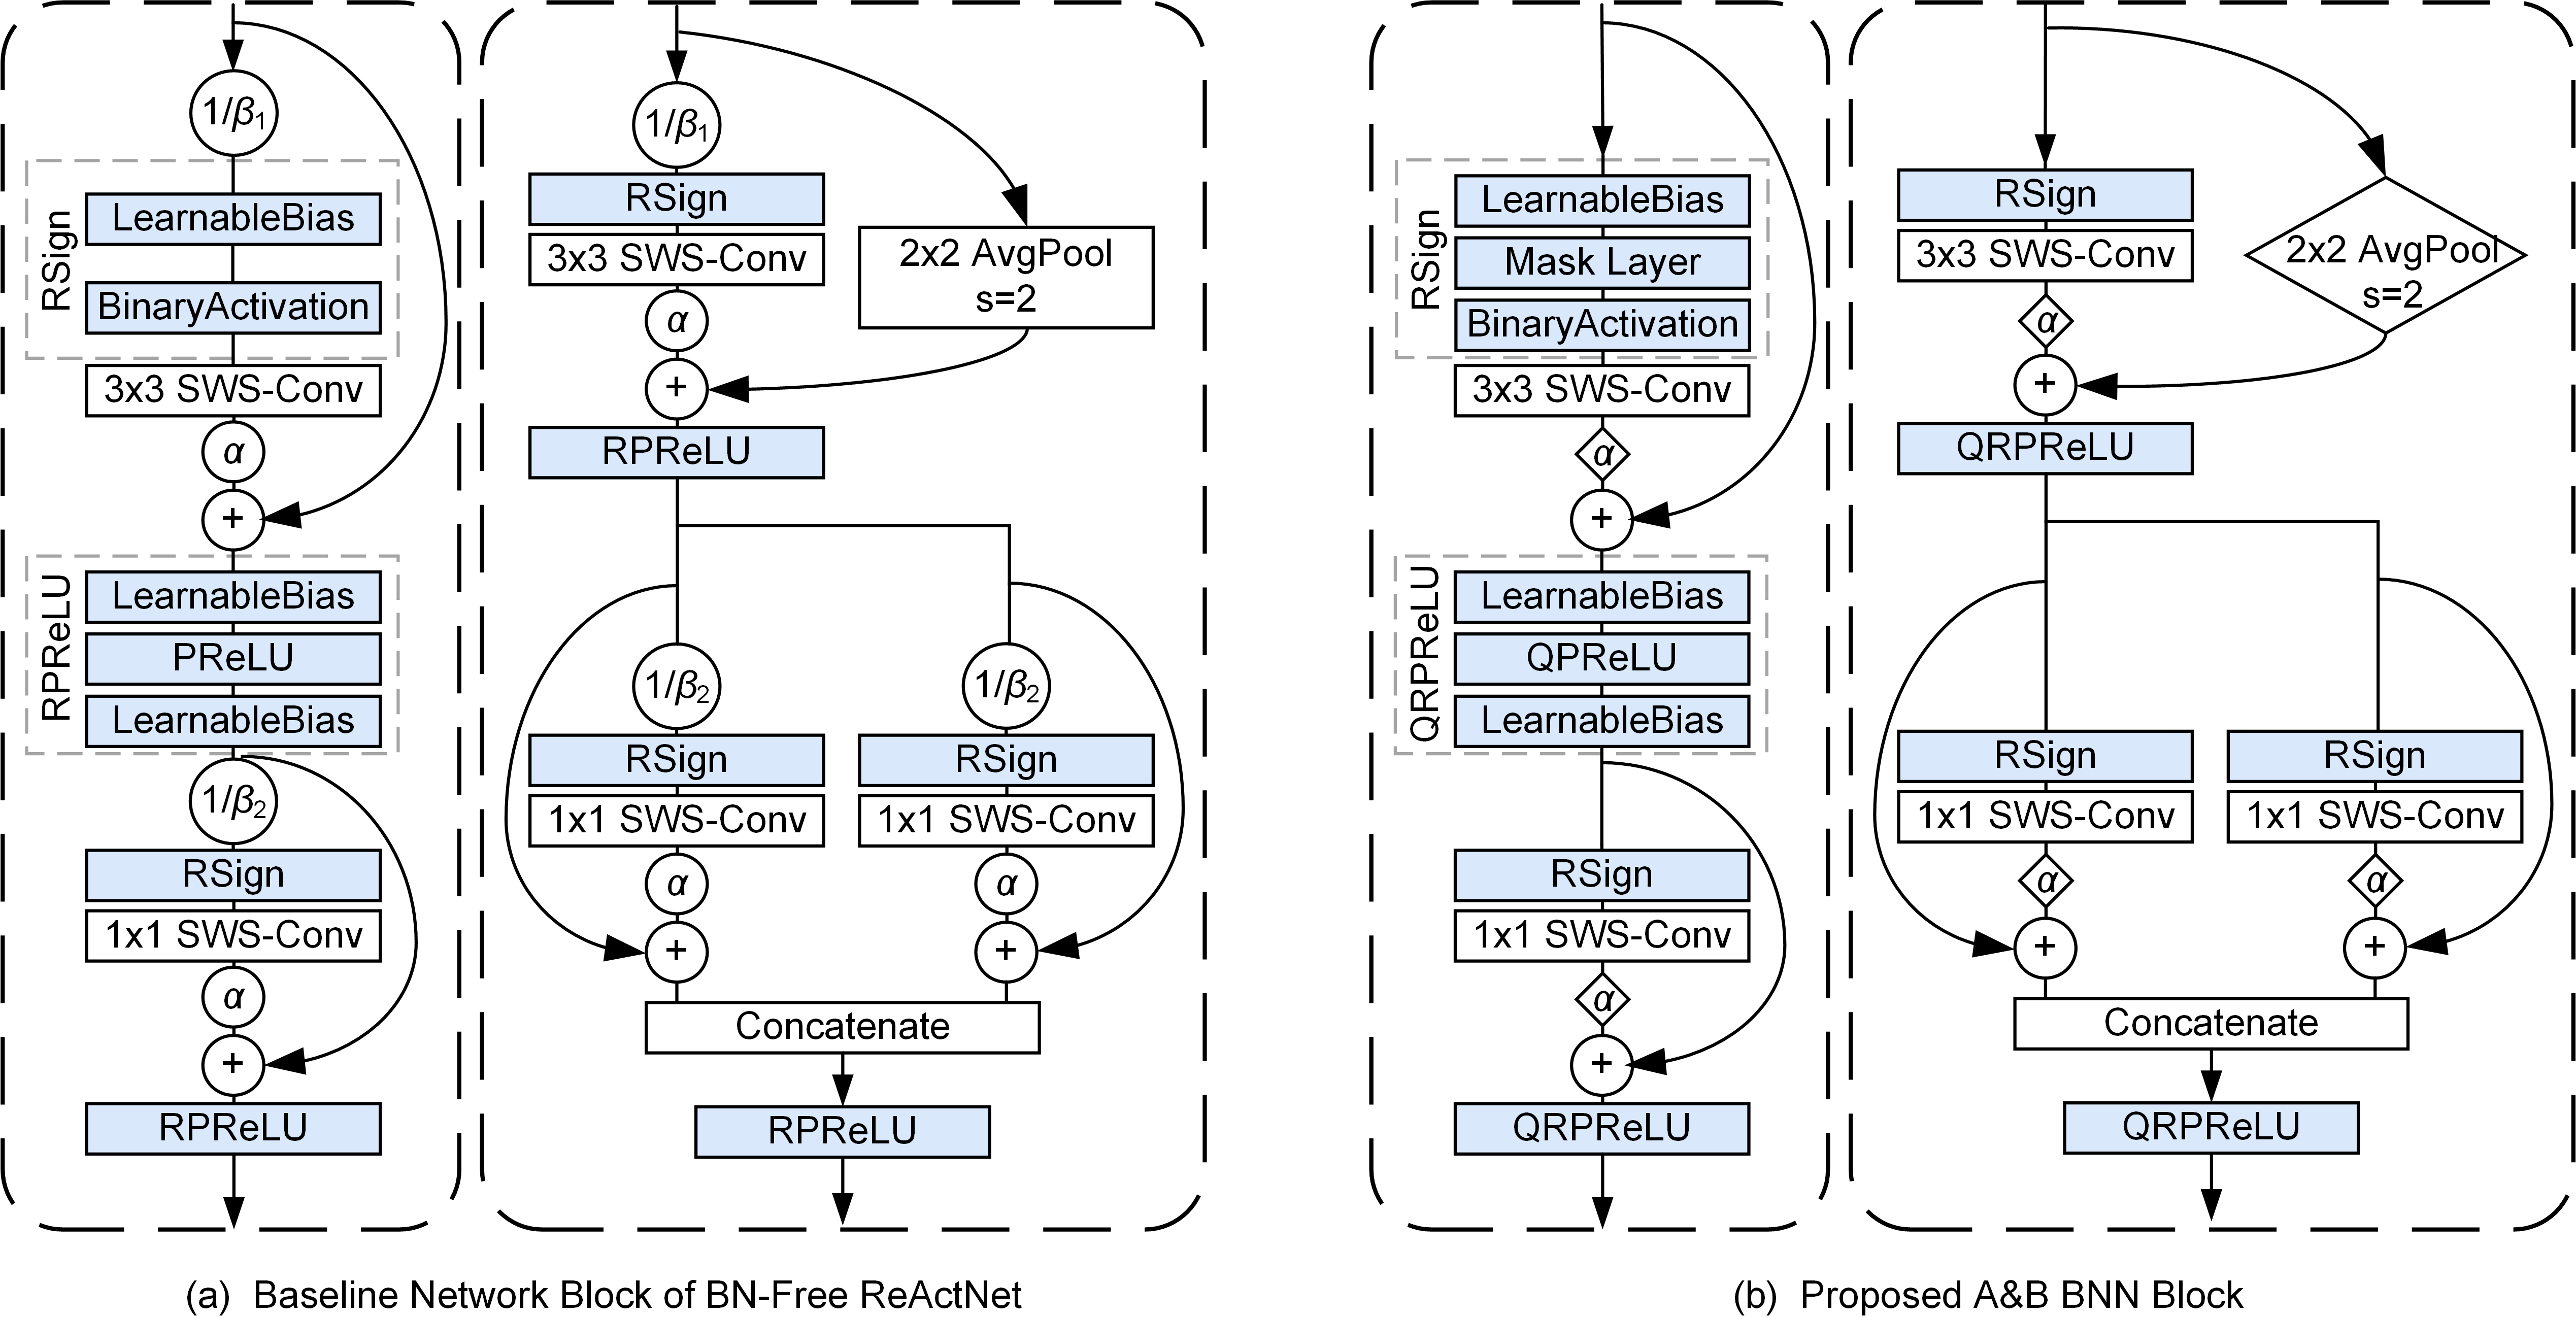 1/β₁
RSign
LearnableBias
BinaryActivation
3x3 SWS-Conv
α
+
RPReLU
LearnableBias
PReLU
LearnableBias
1/β₂
RSign
1x1 SWS-Conv
α
+
RPReLU
1/β₁
RSign
3x3 SWS-Conv
2x2 AvgPool
s=2
α
+
RPReLU
1/β₂
1/β₂
RSign
RSign
1x1 SWS-Conv
1x1 SWS-Conv
α
α
+
+
Concatenate
RPReLU
(a) Baseline Network Block of BN-Free ReActNet
RSign
LearnableBias
Mask Layer
BinaryActivation
3x3 SWS-Conv
α
+
QRPReLU
LearnableBias
QPReLU
LearnableBias
RSign
1x1 SWS-Conv
α
+
QRPReLU
RSign
3x3 SWS-Conv
2x2 AvgPool
s=2
α
+
QRPReLU
RSign
RSign
1x1 SWS-Conv
1x1 SWS-Conv
α
α
+
+
Concatenate
QRPReLU
(b) Proposed A&B BNN Block